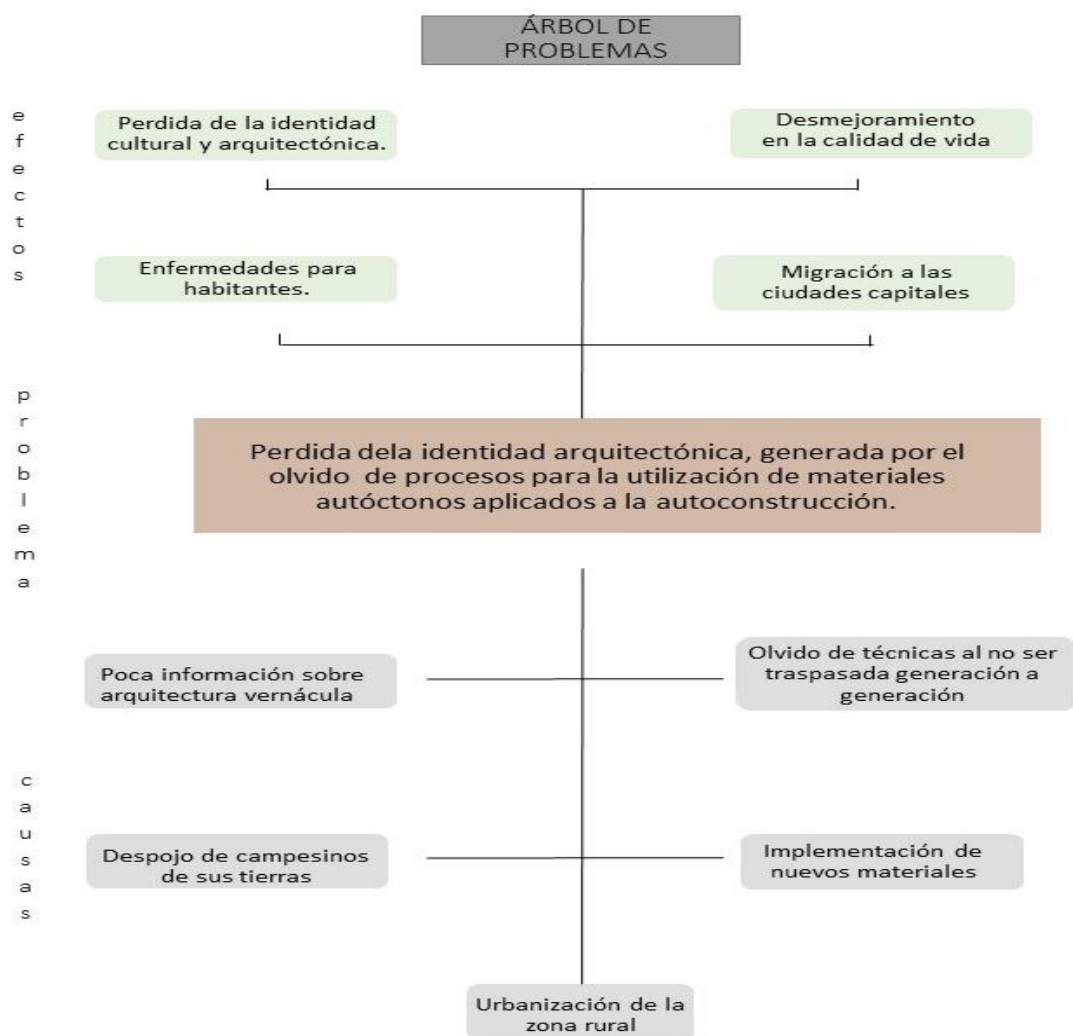 ÁRBOL DE
PROBLEMAS
efectos
Perdida de la identidad
cultural y arquitectónica.
Desmejoramiento
en la calidad de vida
Enfermedades para
habitantes.
Migración a las
ciudades capitales
problema
Perdida dela identidad arquitectónica, generada por el
olvido de procesos para la utilización de materiales
autóctonos aplicados a la autoconstrucción.
Poca información sobre
arquitectura vernácula
Olvido de técnicas al no ser
traspasada generación a
generación
causas
Despojo de campesinos
de sus tierras
Implementación de
nuevos materiales
Urbanización de la
zona rural